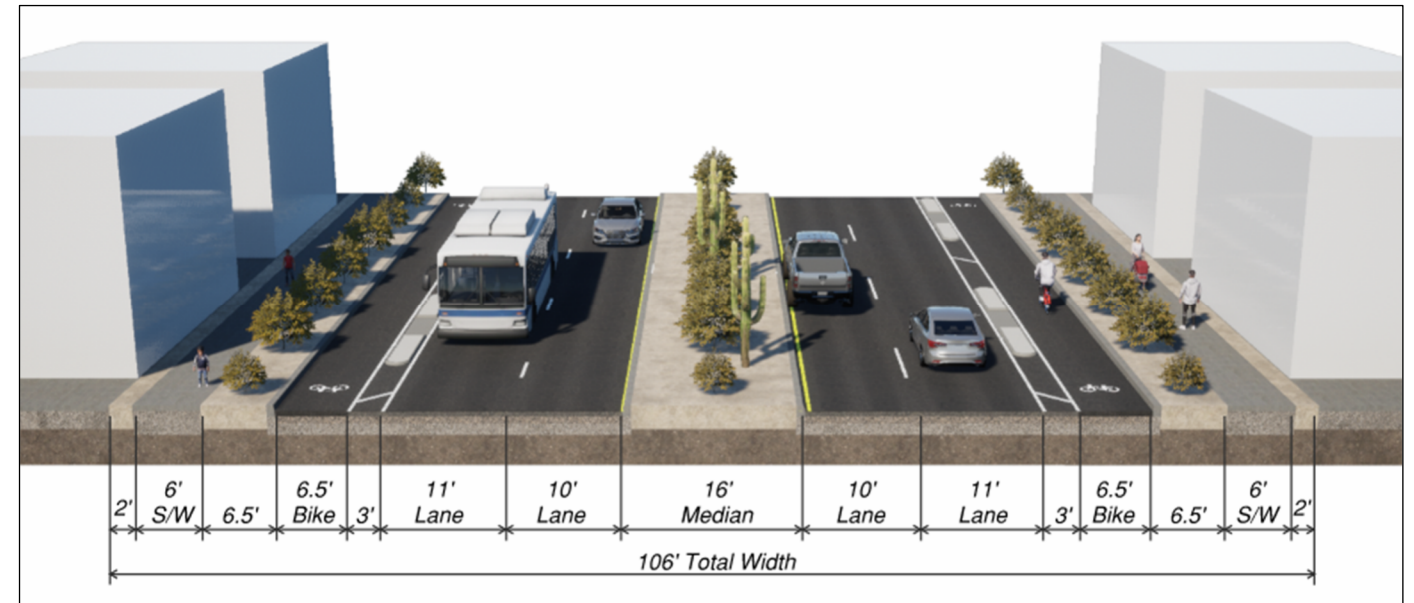 2'
6'
S/W
6.5'
6.5'
Bike
3'
11'
Lane
10'
Lane
16'
Median
10'
Lane
11'
Lane
3'
6.5'
Bike
6.5'
6'
S/W
2'
106' Total Width